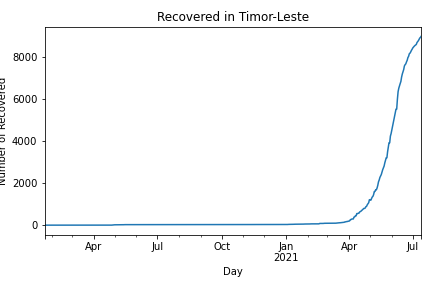 Recovered in Timor-Leste
Number of Recovered
8000
6000
4000
2000
0
Apr
Jul
Oct
Jan
2021
Apr
Jul
Day